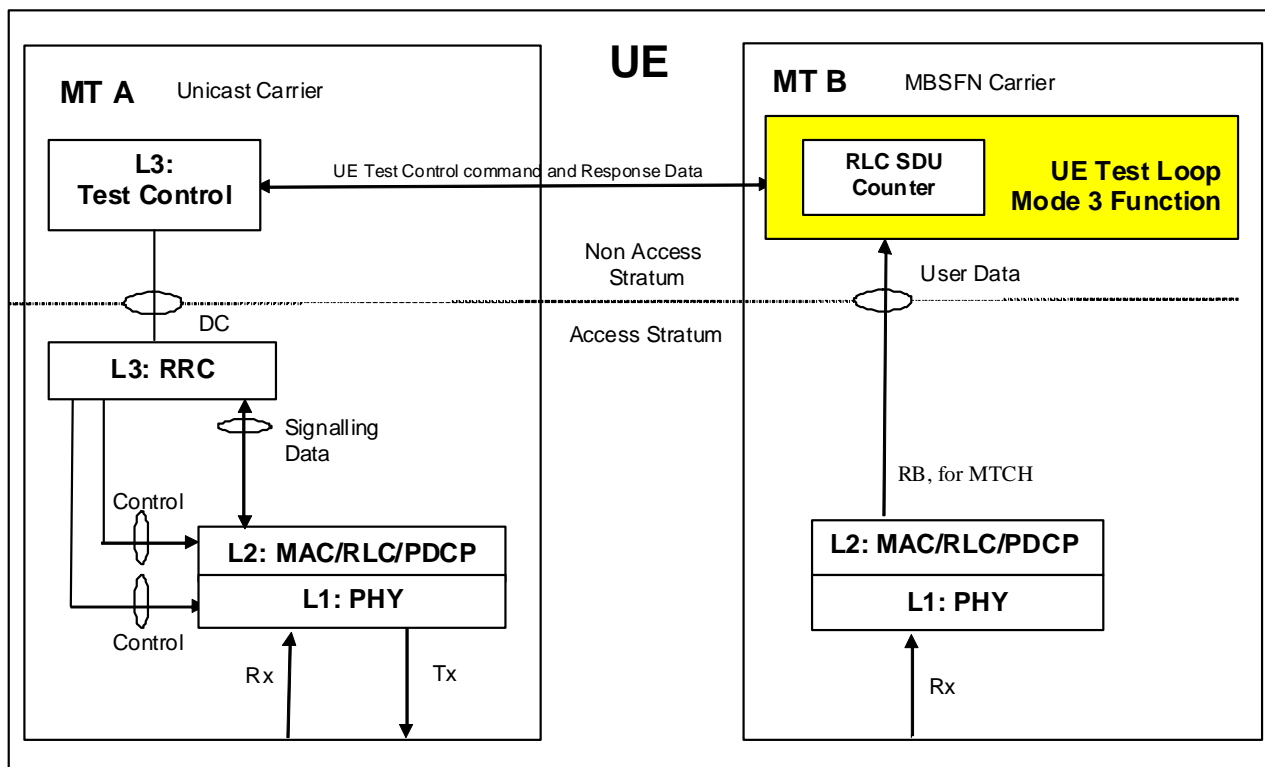 UE
MT A
Unicast Carrier
L3:
Test Control
UE Test Control command and Response Data
DC
L3: RRC
Signalling
Data
Control
L2: MAC/RLC/PDCP
L1: PHY
Control
Rx
Tx
Non Access
Stratum
Access Stratum
MT B
MBSFN Carrier
RLC SDU
Counter
UE Test Loop
Mode 3 Function
User Data
RB, for MTCH
L2: MAC/RLC/PDCP
L1: PHY
Rx